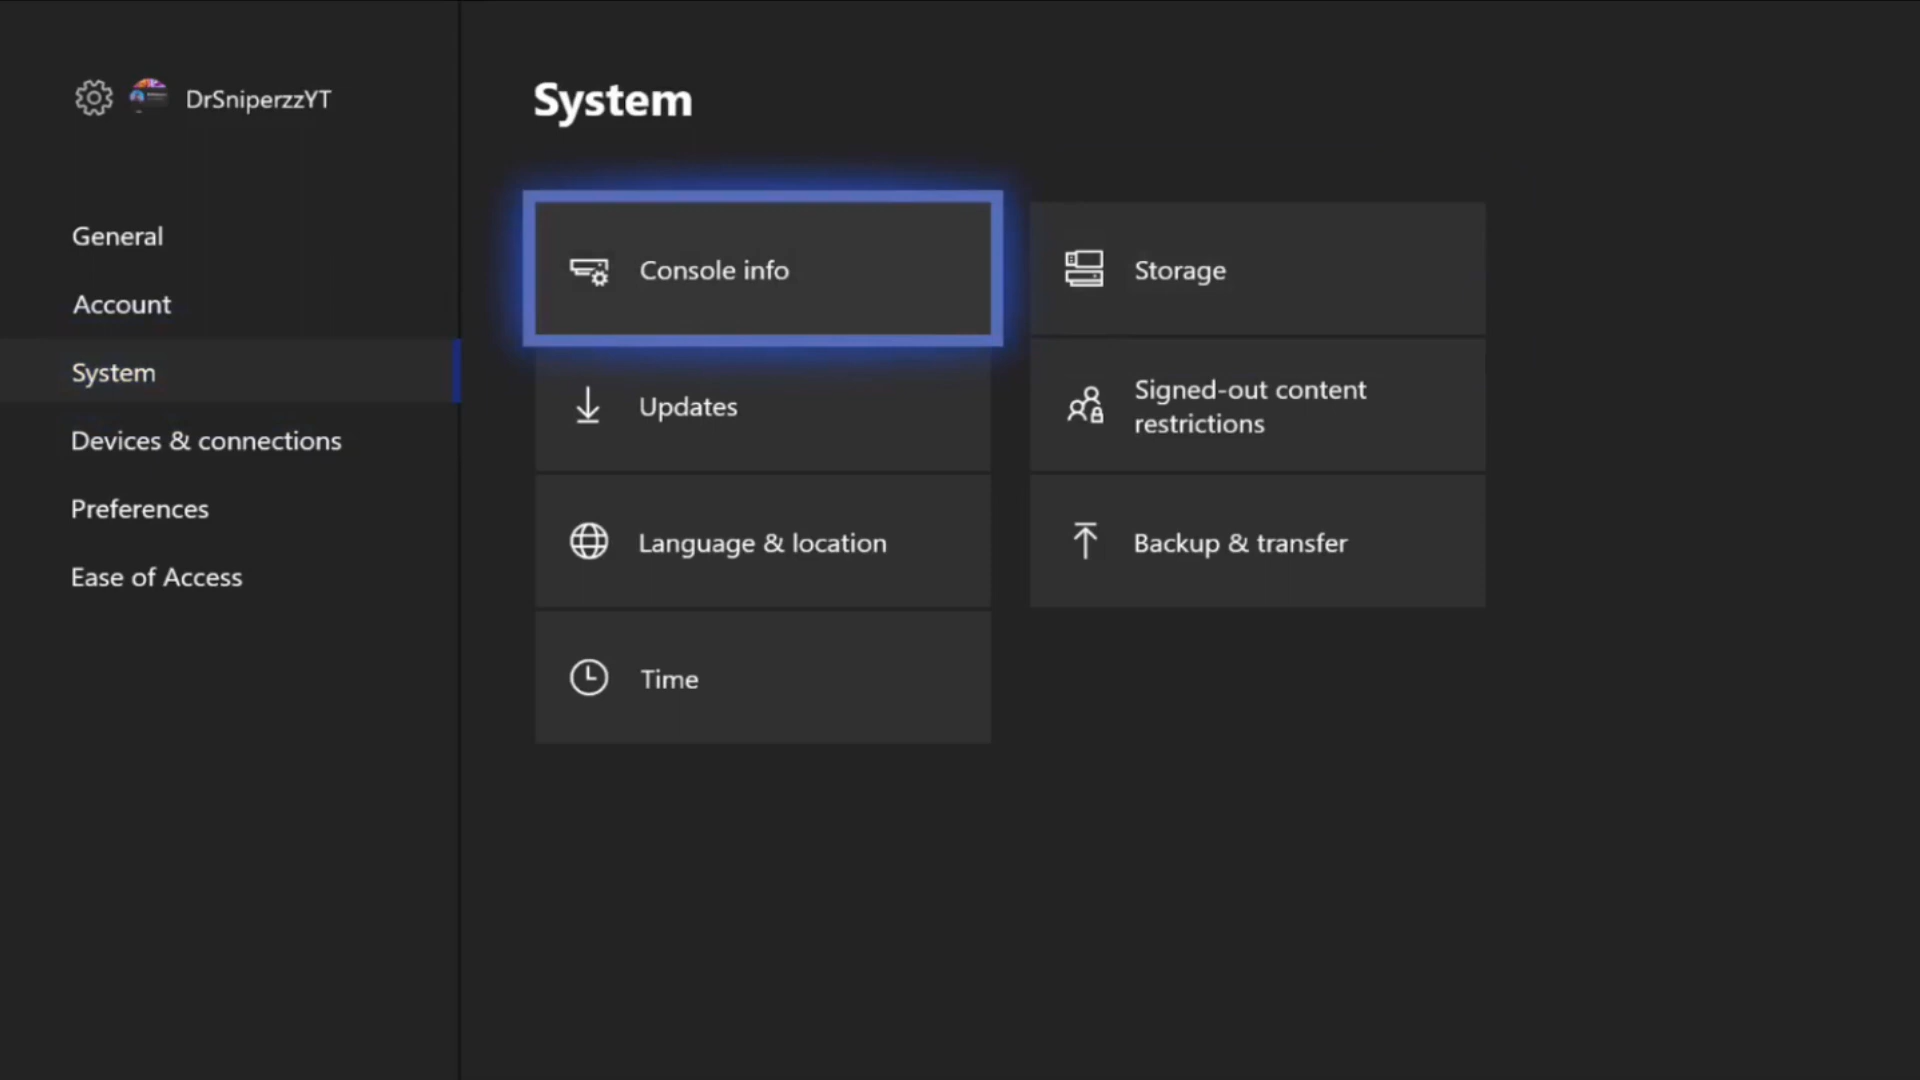 DrSniperzzYT
General
Account
System
Devices & connections
Preferences
Ease of Access
System
Console info
Updates
Language & location
Time
Storage
Signed-out content
restrictions
Backup & transfer